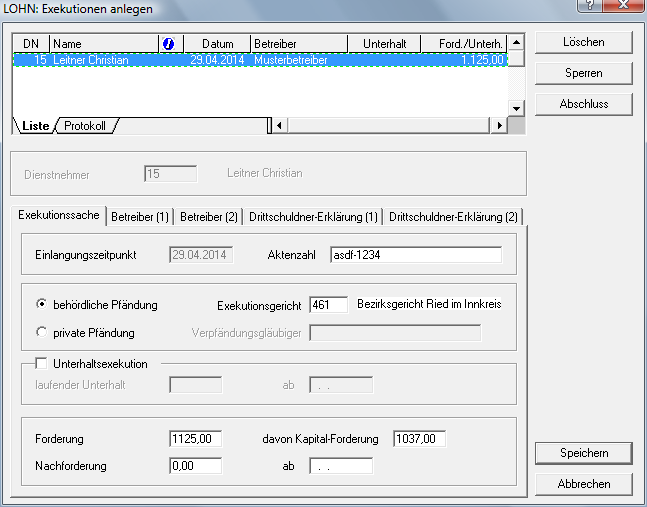 LOHN: Exekutionen anlegen
DN Name Datum Betreiber Unterhalt Ford./Unterh.
15 Leitner Christian 29.04.2014 Musterbetreiber 1.125,00
Liste Protokoll
Löschen
Sperren
Abschluss
Dienstnehmer 15 Leitner Christian
Exekutionssache Betreiber (1) Betreiber (2) Drittschuldner-Erklärung (1) Drittschuldner-Erklärung (2)
Einlangungszeitpunkt 29.04.2014 Aktenzahl asdf-1234
behördliche Pfändung Exekutionsgericht 461 Bezirksgericht Ried im Innkreis
private Pfändung Verpfändungsgläubiger
Unterhaltsexekution
laufender Unterhalt ab . .
Forderung 1125,00 davon Kapital-Forderung 1037,00
Nachforderung 0,00 ab . .
Speichern
Abbrechen